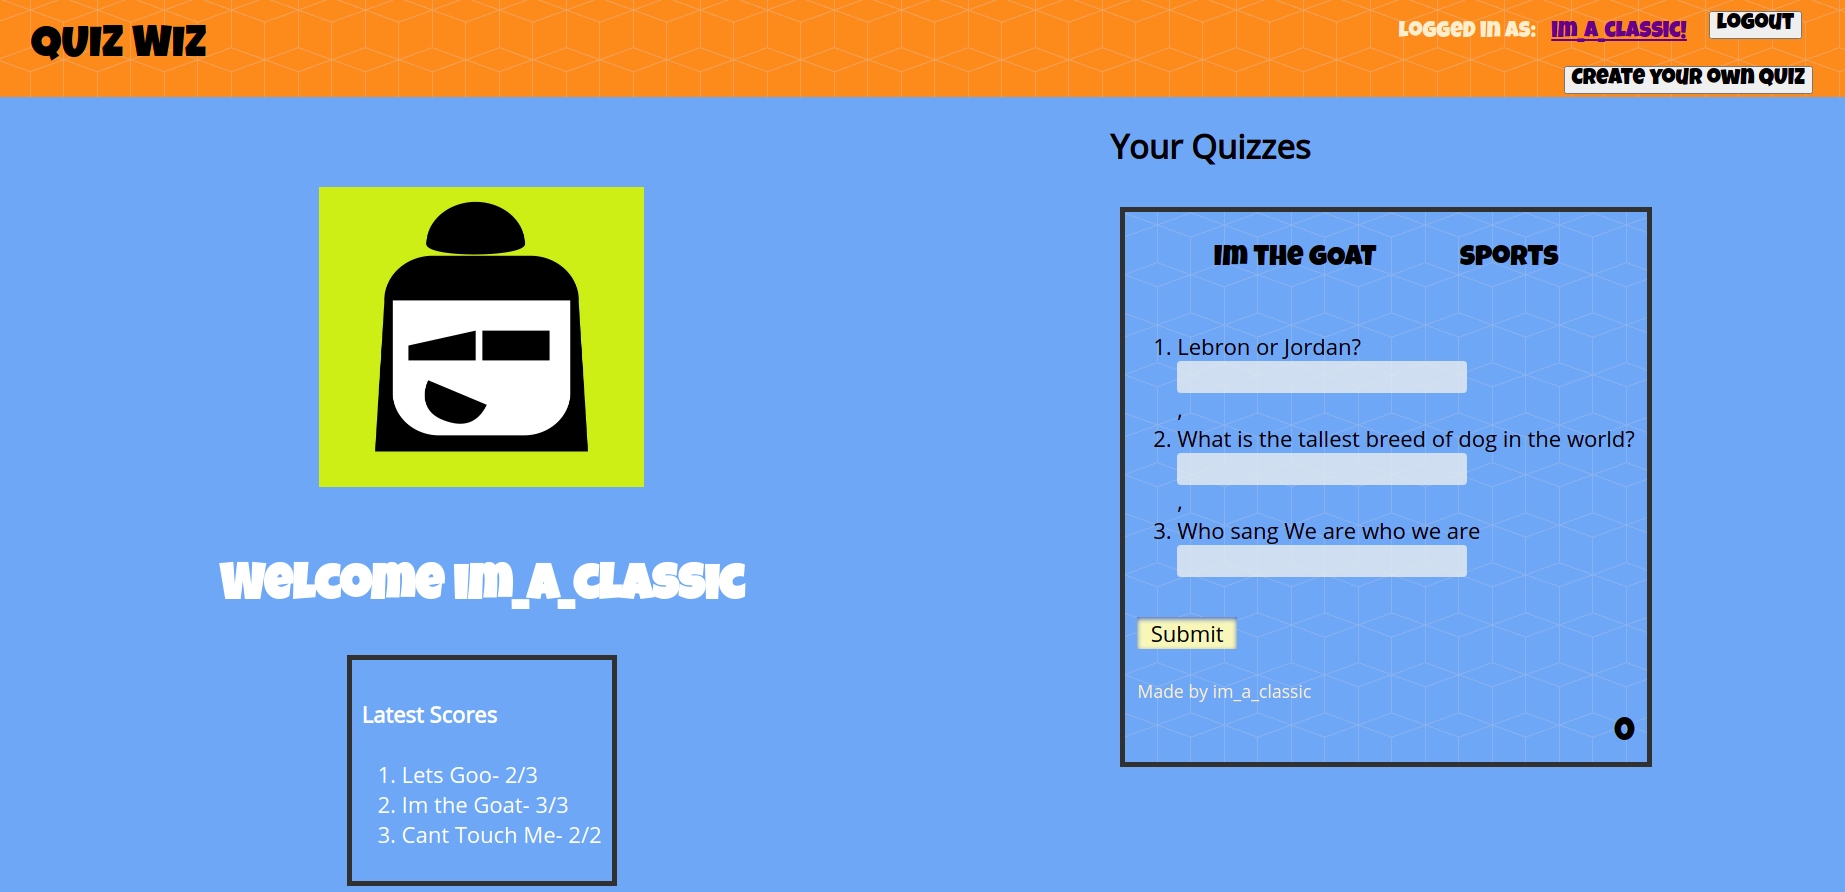 QUIZ WIZ
LOGGED IN AS: IM_A_CLASSIC! LOGOUT
CREATE YOUR OWN QUIZ
Your Quizzes
IM THE GOAT SPORTS
1. Lebron or Jordan?
,
2. What is the tallest breed of dog in the world?
,
3. Who sang We are who we are
Submit
Made by im_a_classic
0
WELCOME IM_A_CLASSIC
Latest Scores
1. Lets Goo- 2/3
2. Im the Goat- 3/3
3. Cant Touch Me- 2/2